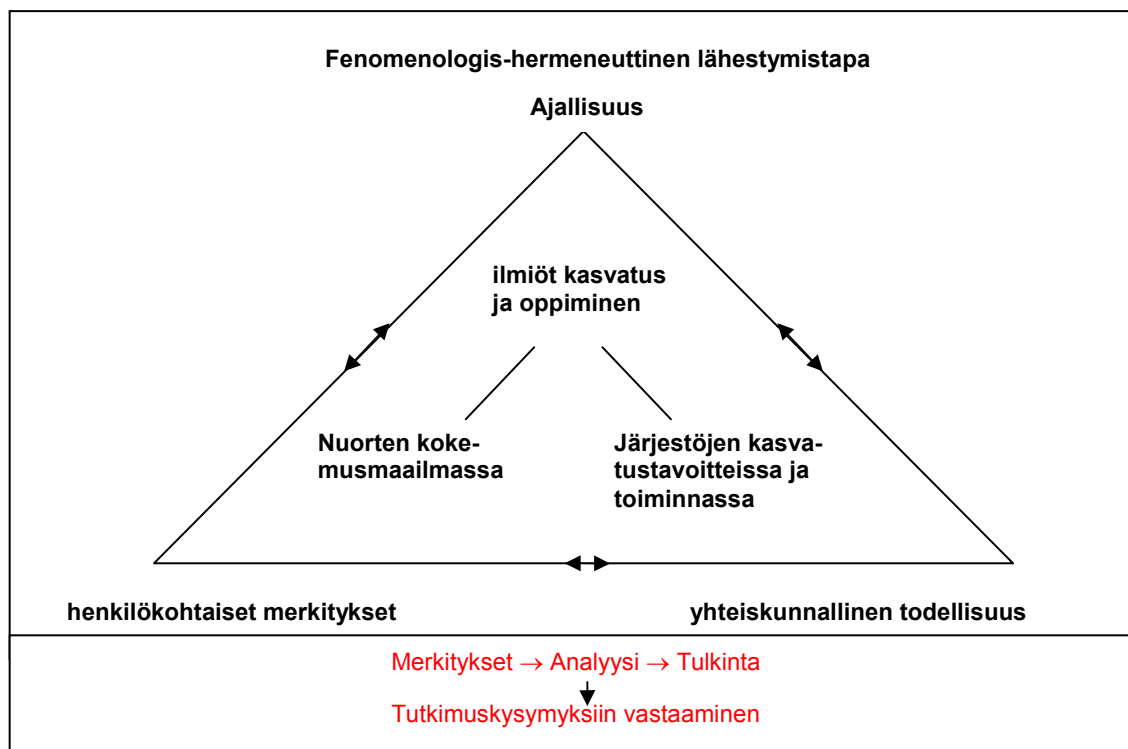 Fenomenologis-hermeneuttinen lähestymistapa
Ajallisuus
ilmiöt kasvatus
ja oppiminen
Nuorten koke-
musmaailmassa
Järjestöjen kasva-
tustavoitteissa ja
toiminnassa
henkilökohtaiset merkitykset
yhteiskunnallinen todellisuus
Merkitykset → Analyysi → Tulkinta
Tutkimuskysymyksiin vastaaminen